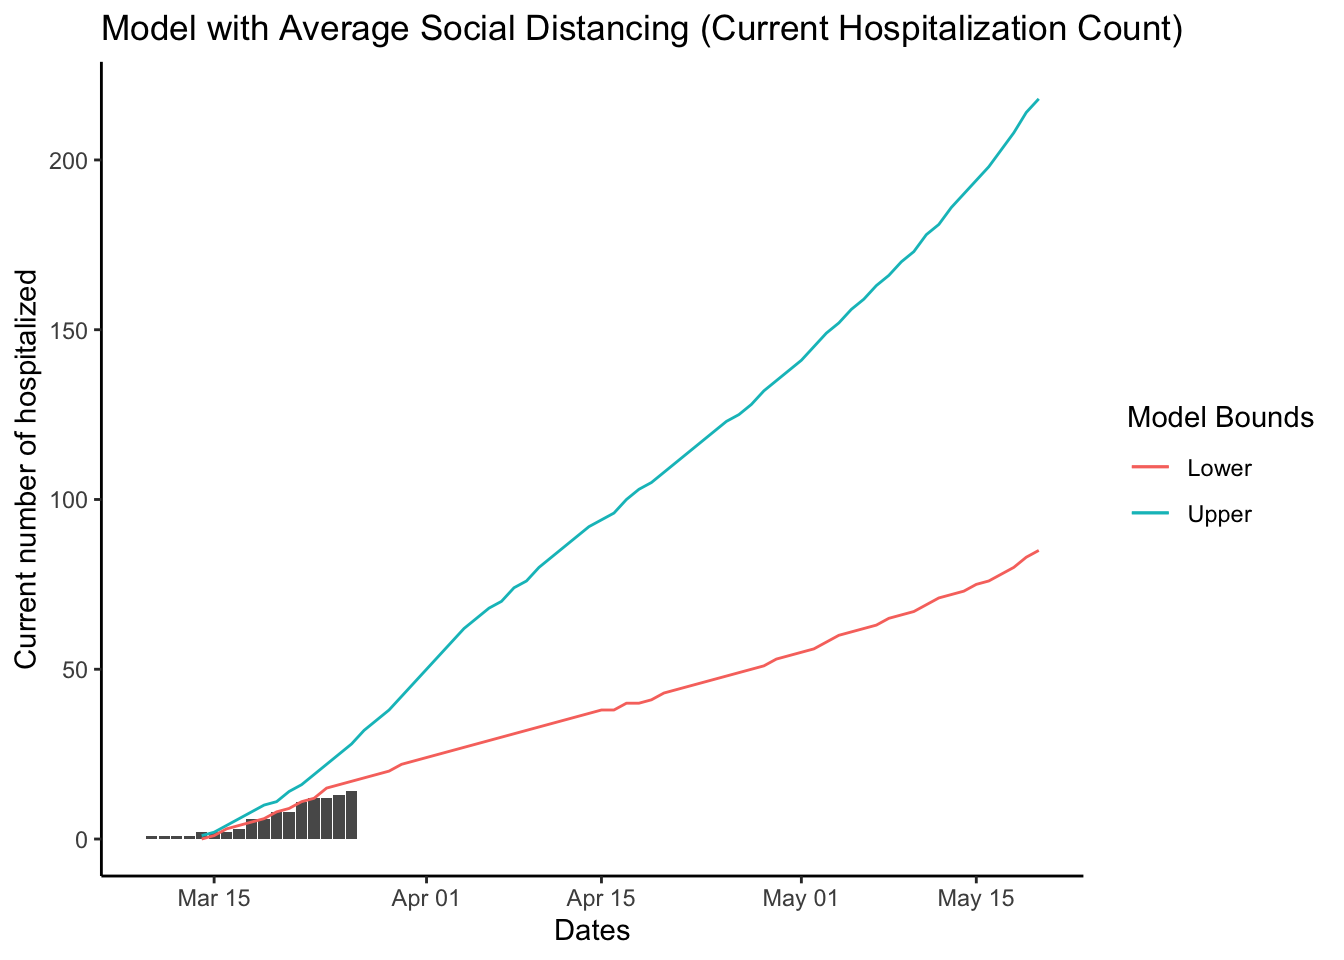 Model with Average Social Distancing (Current Hospitalization Count)
Current number of hospitalized
200
150
100
50
0
Mar 15
Apr 01
Apr 15
May 01
May 15
Dates
Model Bounds
Lower
Upper